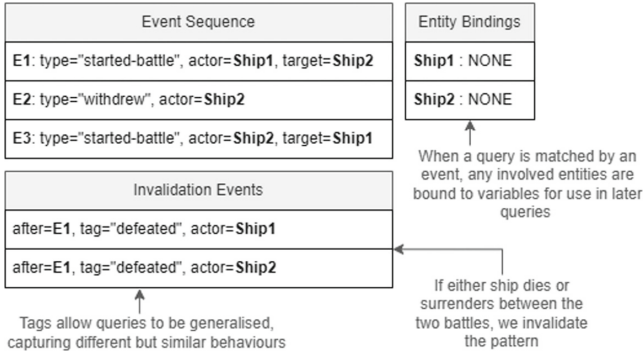 Event Sequence
E1: type="started-battle", actor=Ship1, target=Ship2
E2: type="withdrew", actor=Ship2
E3: type="started-battle", actor=Ship2, target=Ship1
Entity Bindings
Ship1 : NONE
Ship2 : NONE
When a query is matched by an
event, any involved entities are
bound to variables for use in later
queries
Invalidation Events
after=E1, tag="defeated", actor=Ship1
after=E1, tag="defeated", actor=Ship2
Tags allow queries to be generalised,
capturing different but similar behaviours
If either ship dies or
surrenders between the
two battles, we invalidate
the pattern